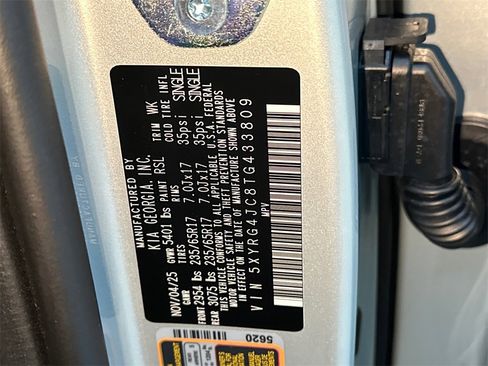 MANUFACTURED BY
KIA GEORGIA, INC.
NOV/04/25 PAINT RSL TRIM WK
GVWR 5401 lbs
GAWR TIRES RIMS COLD TIRE INFL
FRONT 2954 lbs 235/65R17 7.0JX17 35psi SINGLE
REAR 3075 lbs 235/65R17 7.0JX17 35psi SINGLE
THIS VEHICLE CONFORMS TO ALL APPLICABLE U.S.A. FEDERAL
MOTOR VEHICLE SAFETY AND THEFT PREVENTION STANDARDS
IN EFFECT ON THE DATE OF MANUFACTURE SHOWN ABOVE
MPV
VIN 5XYRG4JC8TG433809
5620